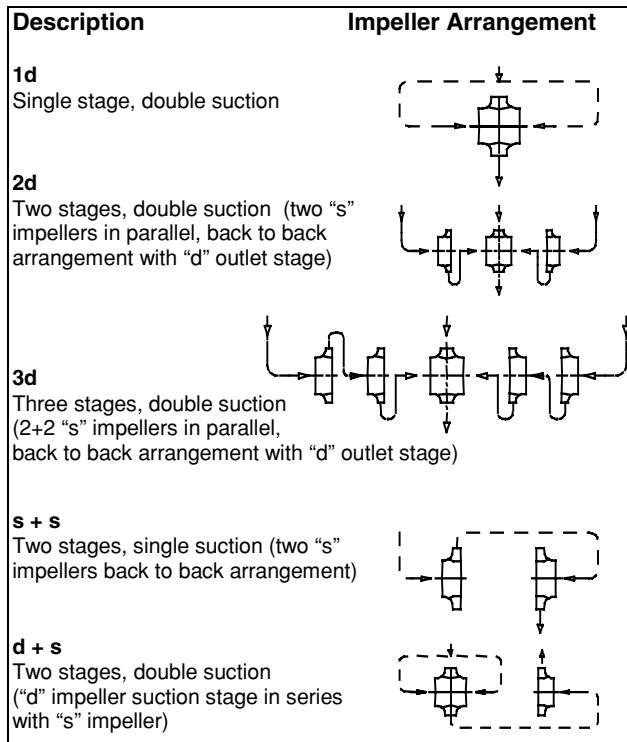 Description Impeller Arrangement
1d
Single stage, double suction
2d
Two stages, double suction (two “s”
impellers in parallel, back to back
arrangement with “d” outlet stage)
3d
Three stages, double suction
(2+2 “s” impellers in parallel,
back to back arrangement with “d” outlet stage)
s + s
Two stages, single suction (two “s”
impellers back to back arrangement)
d + s
Two stages, double suction
(“d” impeller suction stage in series
with “s” impeller)